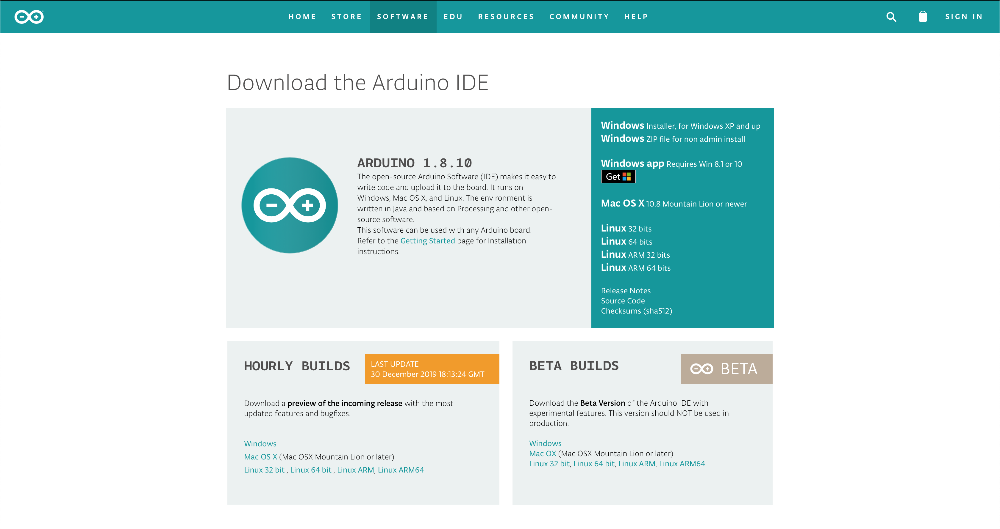 HOME STORE SOFTWARE EDU RESOURCES COMMUNITY HELP SIGN IN
Download the Arduino IDE
ARDUINO 1.8.10
The open-source Arduino Software (IDE) makes it easy to
write code and upload it to the board. It runs on
Windows, Mac OS X, and Linux. The environment is
written in Java and based on Processing and other open-
source software.
This software can be used with any Arduino board.
Refer to the Getting Started page for Installation
instructions.
Windows Installer, for Windows XP and up
Windows ZIP file for non admin install
Windows app Requires Win 8.1 or 10
Get
Mac OS X 10.8 Mountain Lion or newer
Linux 32 bits
Linux 64 bits
Linux ARM 32 bits
Linux ARM 64 bits
Release Notes
Source Code
Checksums (sha512)
HOURLY BUILDS
LAST UPDATE
30 December 2019 18:13:24 GMT
Download a preview of the incoming release with the most
updated features and bugfixes.
Windows
Mac OS X (Mac OSX Mountain Lion or later)
Linux 32 bit , Linux 64 bit , Linux ARM, Linux ARM64
BETA BUILDS
BETA
Download the Beta Version of the Arduino IDE with
experimental features. This version should NOT be used in
production.
Windows
Mac OX (Mac OSX Mountain Lion or later)
Linux 32 bit, Linux 64 bit, Linux ARM, Linux ARM64